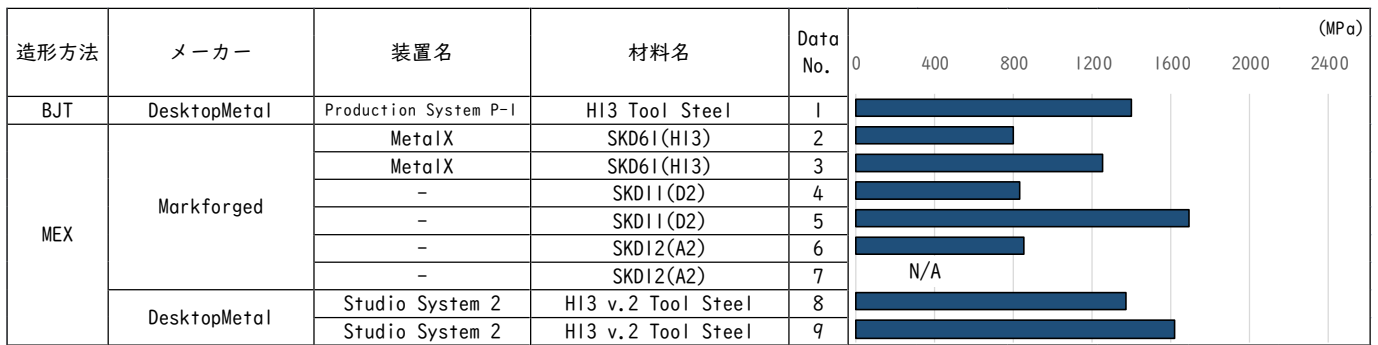 (MPa)
造形方法 メーカー 装置名 材料名 Data No. 0 400 800 1200 1600 2000 2400
BJT DesktopMetal Production System P-1 H13 Tool Steel 1
MEX Markforged MetalX SKD61(H13) 2
MetalX SKD61(H13) 3
- SKD11(D2) 4
- SKD11(D2) 5
- SKD12(A2) 6
- SKD12(A2) 7 N/A
DesktopMetal Studio System 2 H13 v.2 Tool Steel 8
Studio System 2 H13 v.2 Tool Steel 9